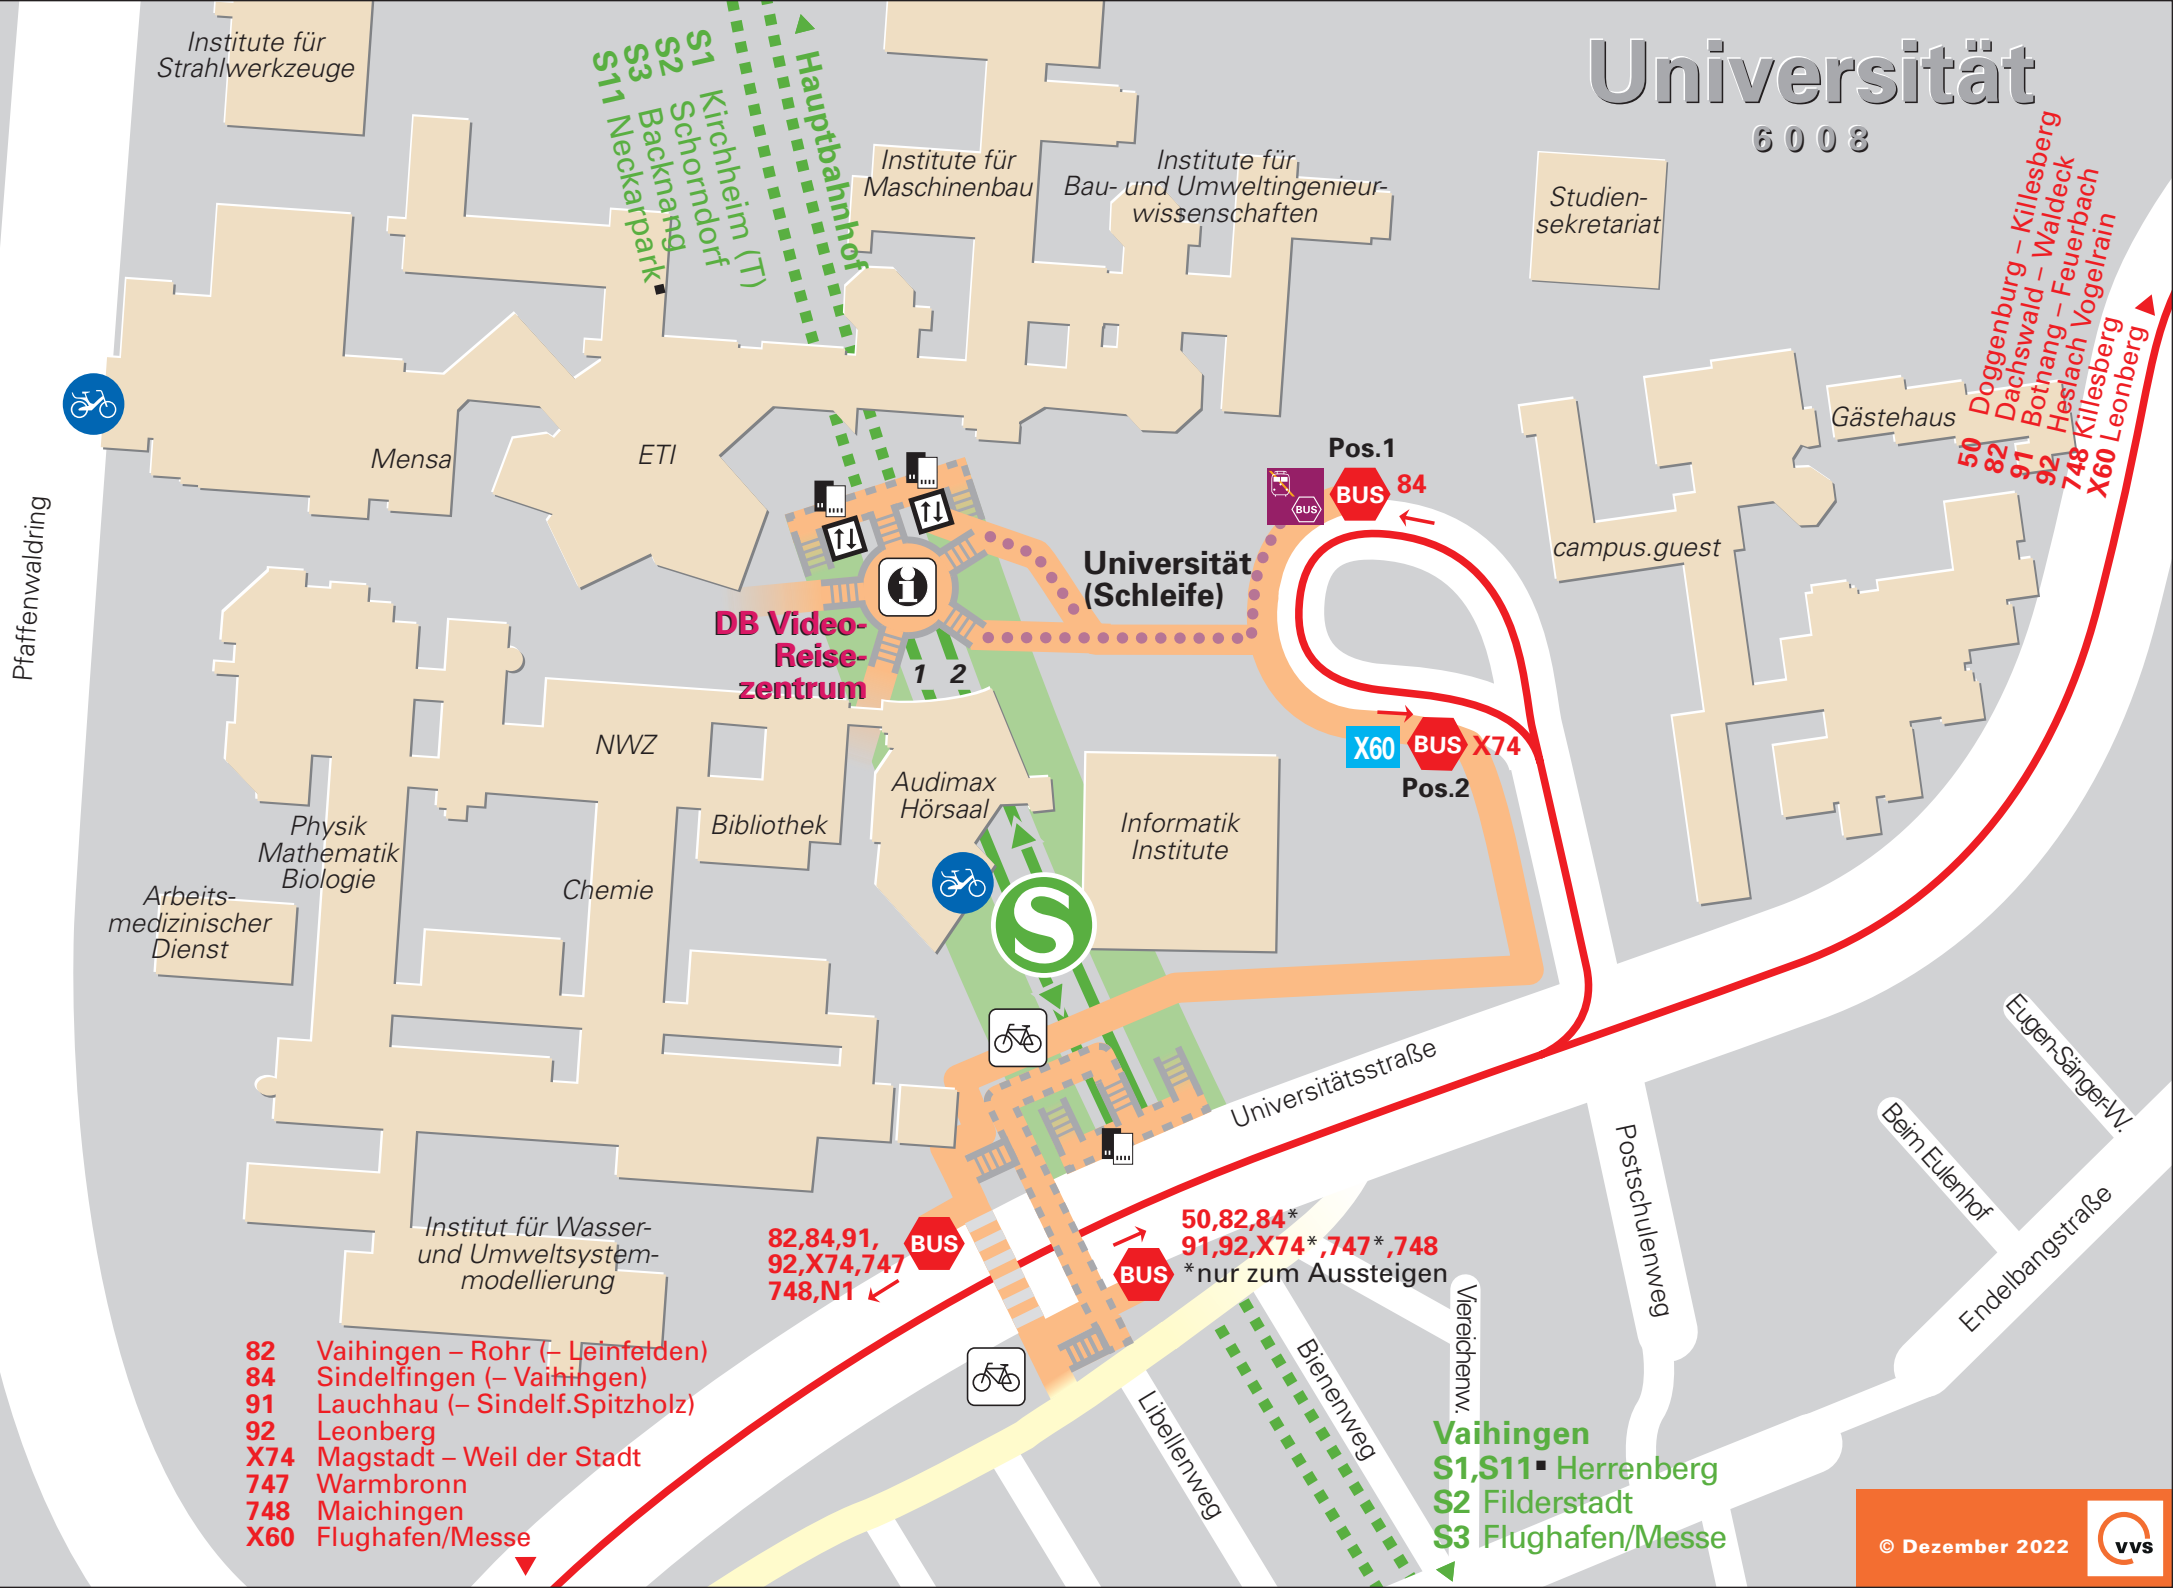 Universität
6008
Institute für
Strahlwerkzeuge
S1 Kirchheim (T)
S2 Schorndorf
S3 Backnang
S11 Neckarpark
Hauptbahnhof
Institute für
Maschinenbau
Institute für
Bau- und Umweltingenieur-
wissenschaften
Studien-
sekretariat
50 Doggenburg – Killesberg
82 Dachswald – Waldeck
91 Botnang – Feuerbach
92 Heslach Vogelrain
748 Killesberg
X60 Leonberg
Gästehaus
campus.guest
Mensa
ETI
Pfaffenwaldring
Pos.1
BUS
BUS 84
Universität
(Schleife)
DB Video-
Reise-
zentrum
i
1 2
X60
BUS X74
Pos.2
NWZ
Audimax
Hörsaal
Bibliothek
Informatik
Institute
Physik
Mathematik
Biologie
Chemie
Arbeits-
medizinischer
Dienst
S
Universitätsstraße
Eugen-Sänger-W.
Beim Eulenhof
Endelbangstraße
Postschulenweg
Viereichenw.
Bienenweg
Libellenweg
Institut für Wasser-
und Umweltsystem-
modellierung
82,84,91,
92,X74,747
748,N1
BUS
50,82,84*
91,92,X74*,747*,748
*nur zum Aussteigen
BUS
82 Vaihingen – Rohr (– Leinfelden)
84 Sindelfingen (– Vaihingen)
91 Lauchhau (– Sindelf.Spitzholz)
92 Leonberg
X74 Magstadt – Weil der Stadt
747 Warmbronn
748 Maichingen
X60 Flughafen/Messe
Vaihingen
S1,S11 Herrenberg
S2 Filderstadt
S3 Flughafen/Messe
© Dezember 2022
vvs